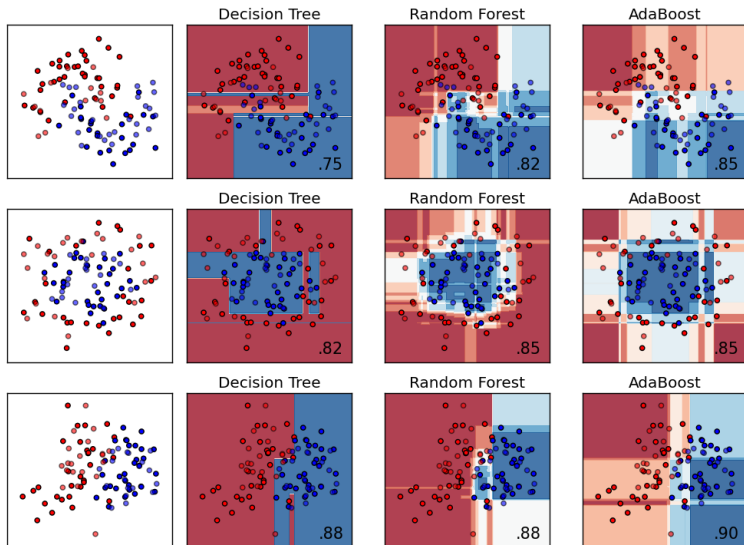 Decision Tree Random Forest AdaBoost
.75 .82 .85
Decision Tree Random Forest AdaBoost
.82 .85 .85
Decision Tree Random Forest AdaBoost
.88 .88 .90